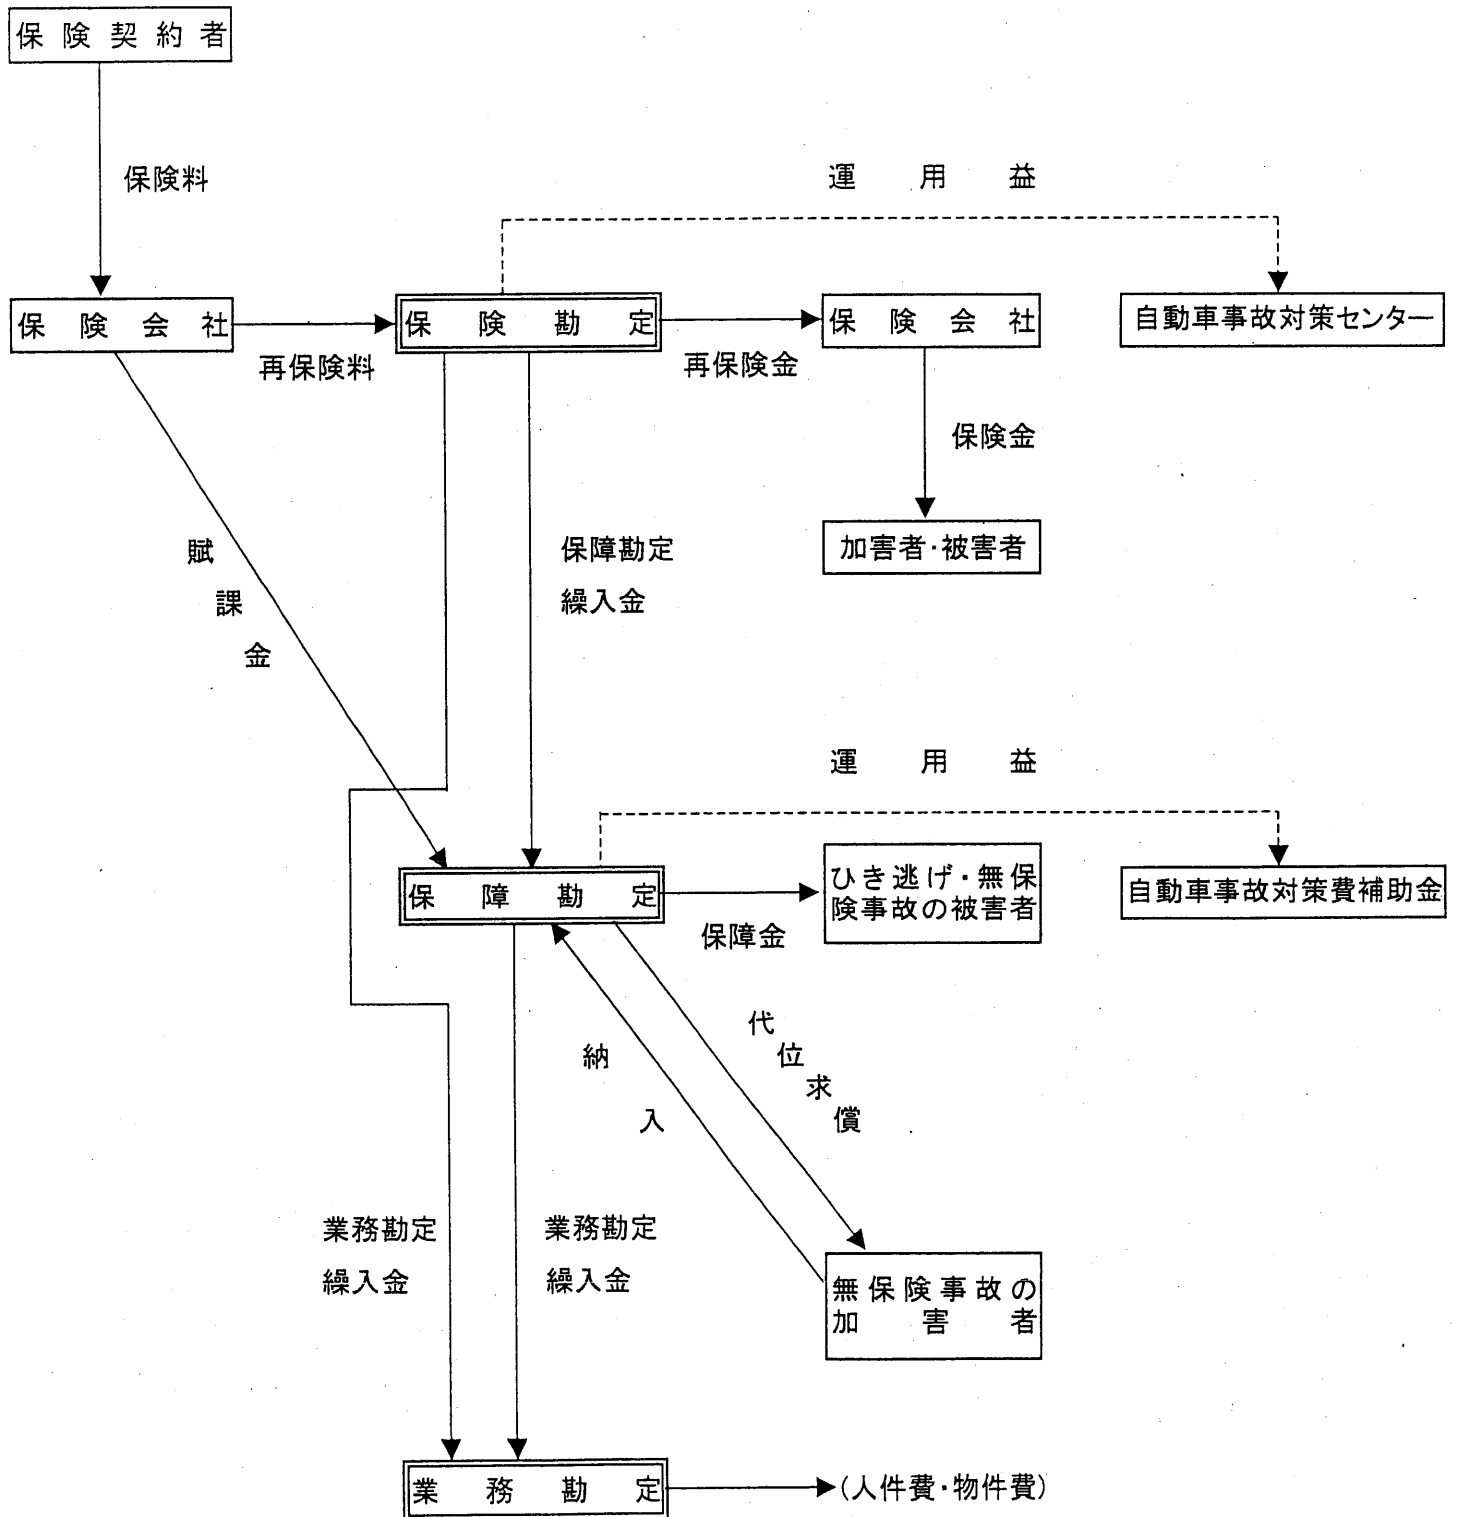 保険契約者
保険料
運用益
保険会社
再保険料
保険勘定
再保険金
保険会社
自動車事故対策センター
保険金
加害者・被害者
賦課金
保障勘定
繰入金
運用益
保障勘定
保障金
ひき逃げ・無保
険事故の被害者
自動車事故対策費補助金
代位求償
納入
業務勘定
繰入金
業務勘定
繰入金
無保険事故の
加害者
業務勘定
(人件費・物件費)